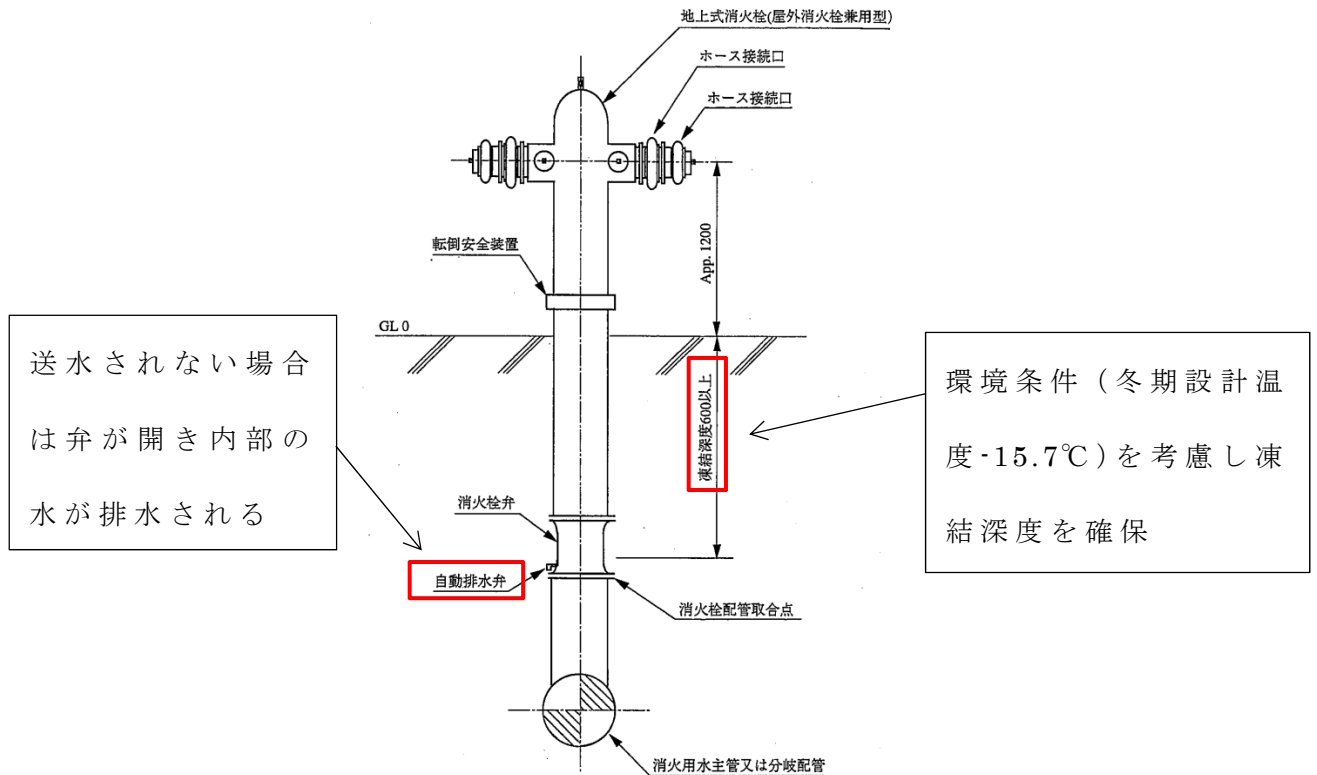 地上式消火栓(屋外消火栓兼用型)
ホース接続口
ホース接続口
転倒安全装置
App. 1200
GL 0
送水されない場合
は弁が開き内部の
水が排水される
凍結深度600以上
環境条件（冬期設計温
度-15.7℃）を考慮し凍
結深度を確保
消火栓弁
自動排水弁
消火栓配管取合点
消火用水主管又は分岐配管